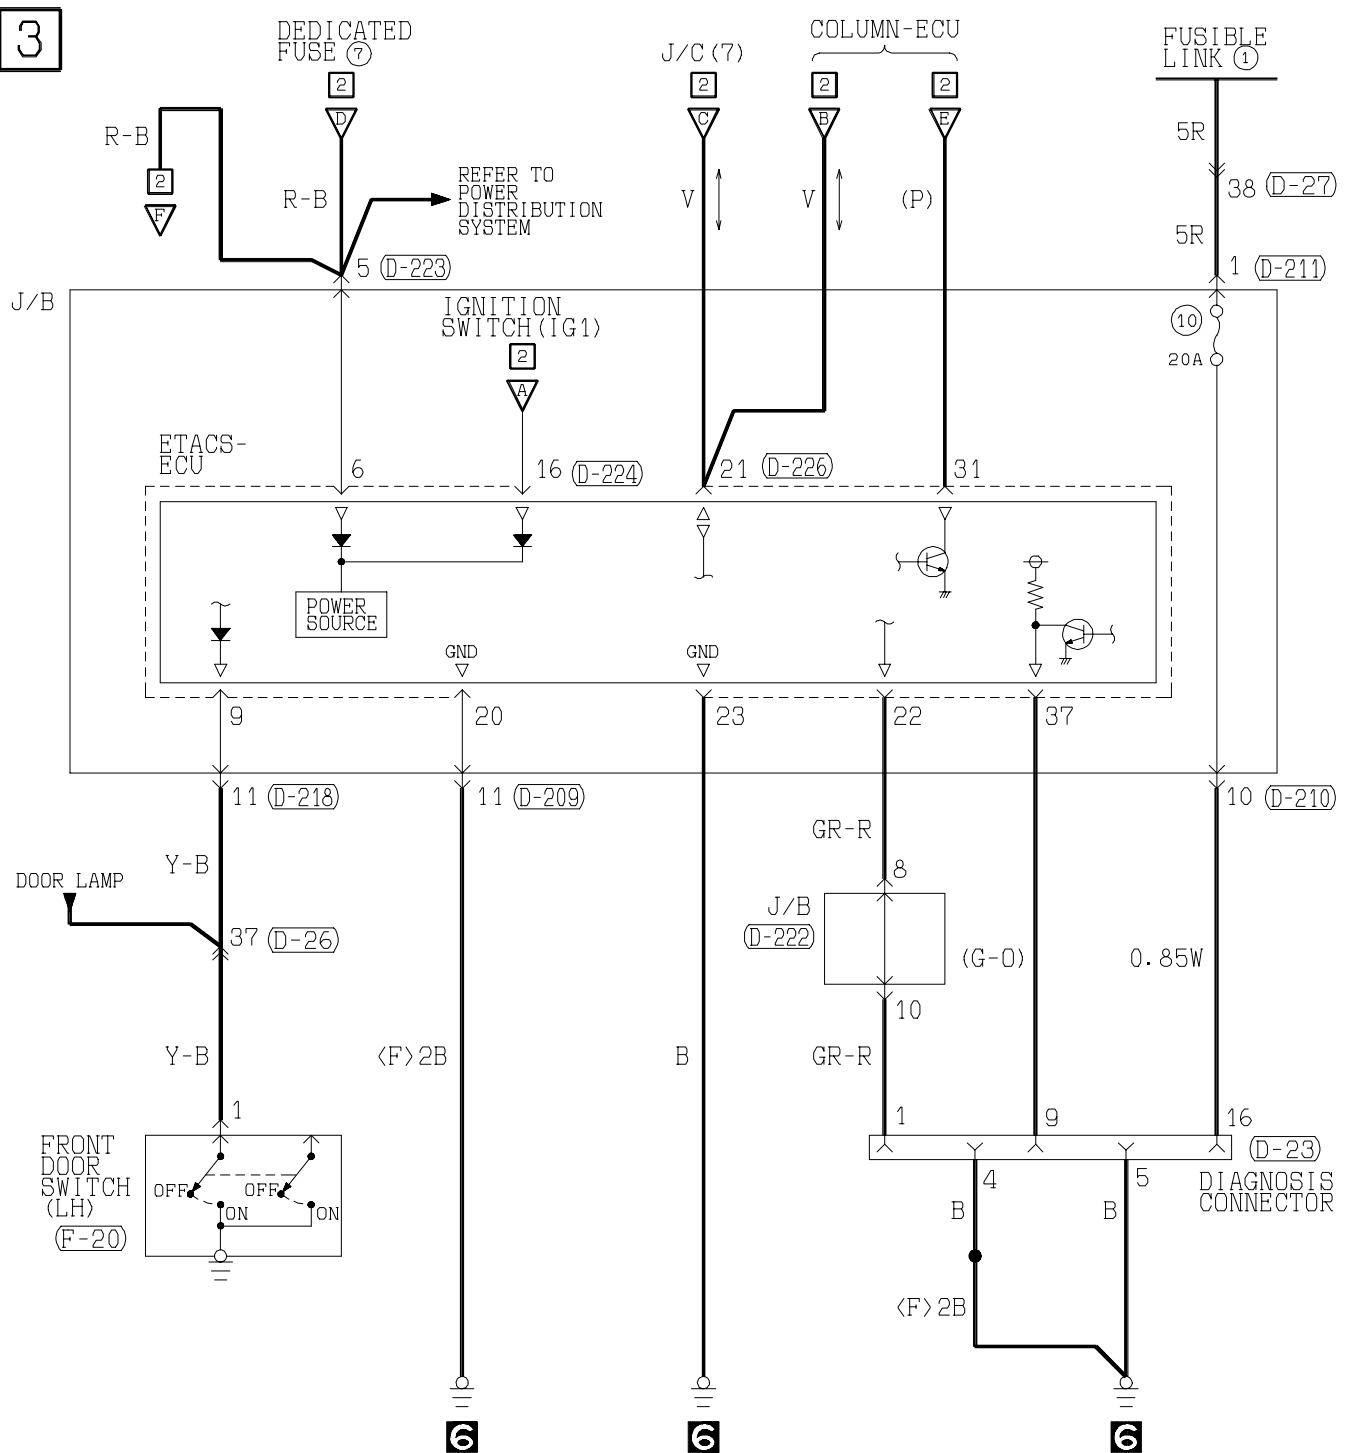 3
DEDICATED
FUSE 7
J/C(7)
COLUMN-ECU
FUSIBLE
LINK 1
2
2
2
2
D
C
B
E
R-B
2
F
R-B
REFER TO
POWER
DISTRIBUTION
SYSTEM
V
V
(P)
5R
38 (D-27)
5R
5 (D-223)
1 (D-211)
J/B
IGNITION
SWITCH(IG1)
2
A
10
20A
ETACS-
ECU
6
16 (D-224)
21 (D-226)
31
POWER
SOURCE
GND
GND
9
20
23
22
37
11 (D-218)
11 (D-209)
10 (D-210)
Y-B
GR-R
8
DOOR LAMP
37 (D-26)
J/B
(D-222)
(G-O)
0.85W
10
Y-B
<F>2B
B
GR-R
1
1
9
16
FRONT
DOOR
SWITCH
(LH)
(F-20)
OFF
ON
OFF
ON
(D-23)
DIAGNOSIS
CONNECTOR
4
5
B
B
<F>2B
6
6
6